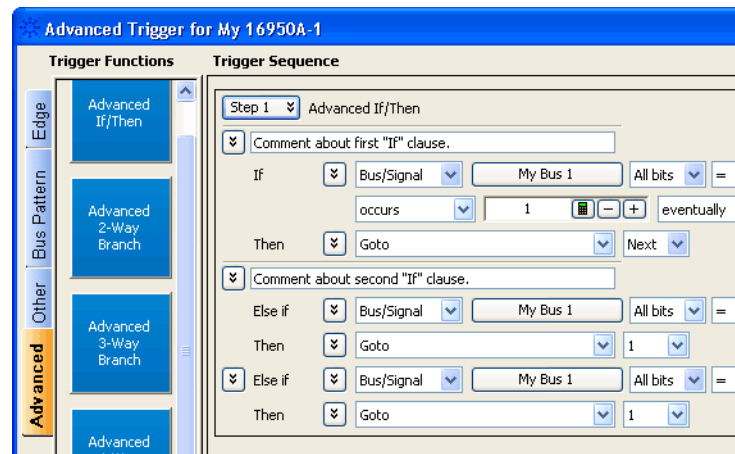 Advanced Trigger for My 16950A-1
Trigger Functions
Trigger Sequence
Edge
Bus Pattern
Other
Advanced
Advanced
If/Then
Advanced
2-Way
Branch
Advanced
3-Way
Branch
Advanced
Step 1 Advanced If/Then
Comment about first "If" clause.
If Bus/Signal My Bus 1 All bits =
occurs 1 - + eventually
Then Goto Next
Comment about second "If" clause.
Else if Bus/Signal My Bus 1 All bits =
Then Goto 1
Else if Bus/Signal My Bus 1 All bits =
Then Goto 1